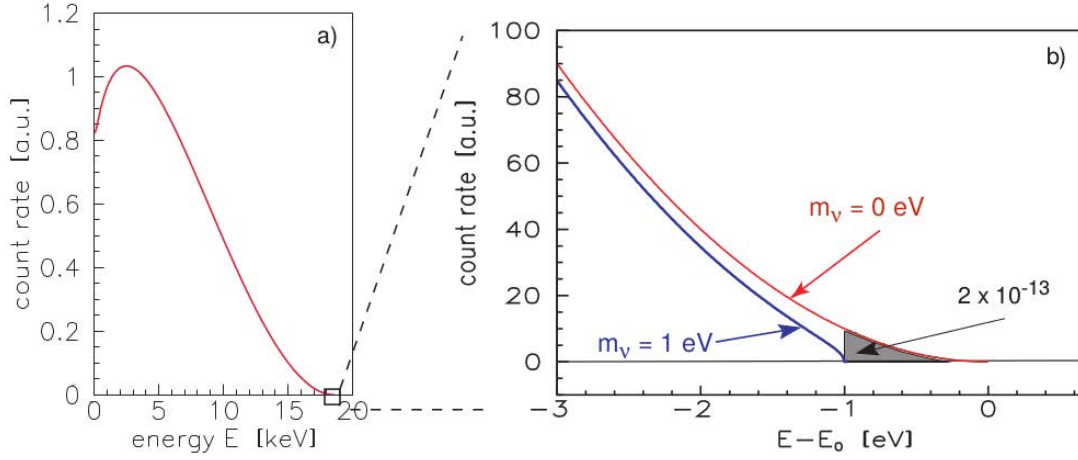 a)
1.2
1
0.8
0.6
0.4
0.2
0
count rate [a.u.]
0 5 10 15 20
energy E [keV]
b)
100
80
60
40
20
0
count rate [a.u.]
mν = 0 eV
2 x 10⁻¹³
mν = 1 eV
−3 −2 −1 0
E−E₀ [eV]